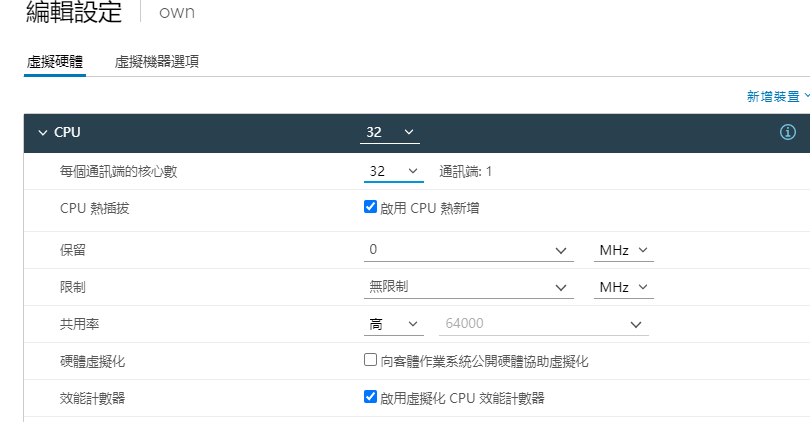 編輯設定 | own
虛擬硬體 虛擬機器選項
新增裝置
CPU 32
每個通訊端的核心數 32 通訊端: 1
CPU 熱插拔 啟用 CPU 熱新增
保留 0 MHz
限制 無限制 MHz
共用率 高 64000
硬體虛擬化 向客體作業系統公開硬體協助虛擬化
效能計數器 啟用虛擬化 CPU 效能計數器